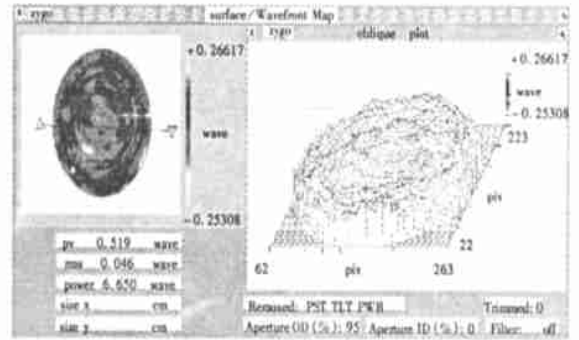 zygo
surface/Wavefront Map
+0.26617
wave
-0.25308
pv 0.519 wave
rms 0.046 wave
power 6.650 wave
size x cm
size y cm
zygo
oblique plot
+0.26617
wave
-0.25308
223
pix
22
62 pix 263
Removed: PST TLT PWR
Trimmed: 0
Aperture OD (%): 95 Aperture ID (%): 0 Filter: off